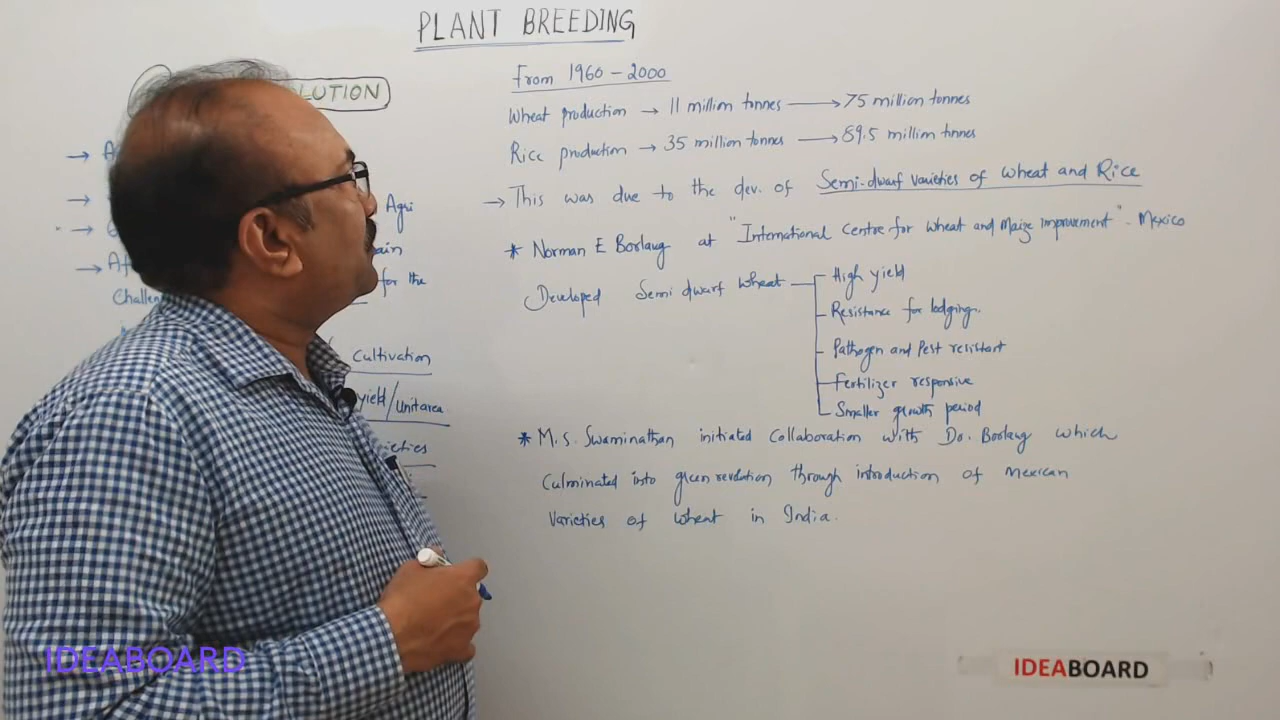 PLANT BREEDING
LUTION
Agri
ain
for the
Challen
Cultivation
yield/Unitarea
ieties
From 1960 - 2000
Wheat production → 11 million tonnes → 75 million tonnes
Rice production → 35 million tonnes → 89.5 million tonnes
→ This was due to the dev. of Semi-dwarf varieties of wheat and Rice
* Norman E Borlaug at "International Centre for wheat and Maize improvement" - Mexico
Developed Semi dwarf wheat
High yield
Resistance for lodging.
Pathogen and Pest resistant
Fertilizer responsive
Smaller growth period
* M.S. Swaminathan initiated Collaboration with Do. Borlaug which
Culminated into green revolution through introduction of mexican
varieties of wheat in India.
IDEABOARD
IDEABOARD